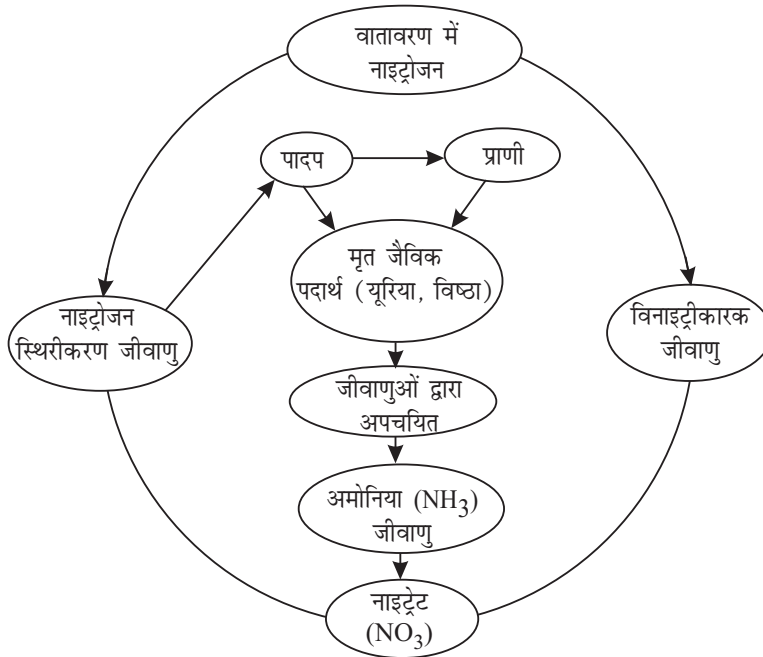 वातावरण में
नाइट्रोजन
पादप
प्राणी
मृत जैविक
पदार्थ (यूरिया, विष्ठा)
नाइट्रोजन
स्थिरीकरण जीवाणु
विनाइट्रीकारक
जीवाणु
जीवाणुओं द्वारा
अपचयित
अमोनिया (NH3)
जीवाणु
नाइट्रेट
(NO3)